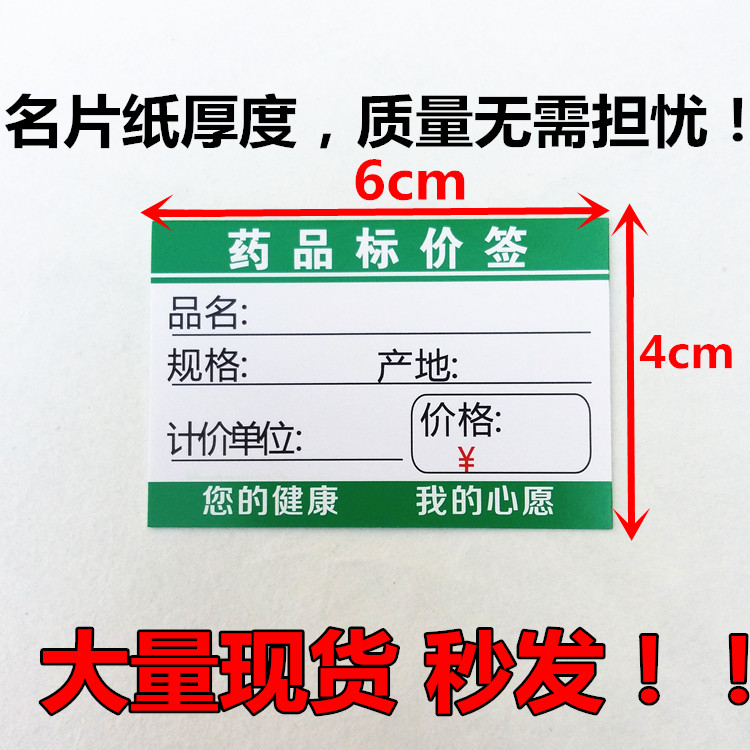 名片纸厚度，质量无需担忧！
6cm
药品标价签
品名:
4cm
规格: 产地:
计价单位: 价格:
¥
您的健康 我的心愿
大量现货 秒发！！